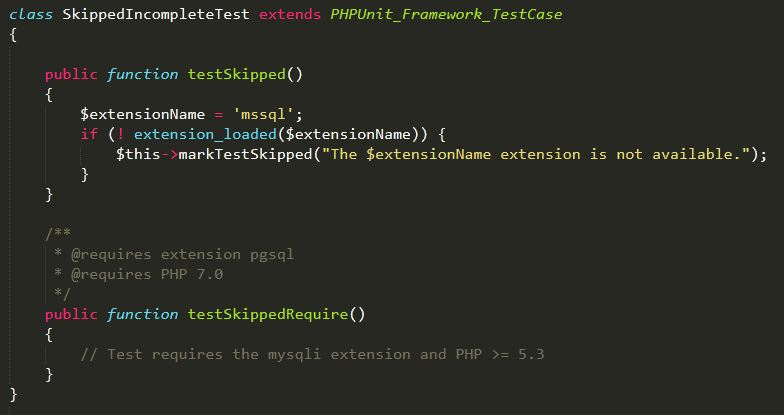 class SkippedIncompleteTest extends PHPUnit_Framework_TestCase
{
public function testSkipped()
{
$extensionName = 'mssql';
if (! extension_loaded($extensionName)) {
$this->markTestSkipped("The $extensionName extension is not available.");
}
}
/**
* @requires extension pgsql
* @requires PHP 7.0
*/
public function testSkippedRequire()
{
// Test requires the mysqli extension and PHP >= 5.3
}
}